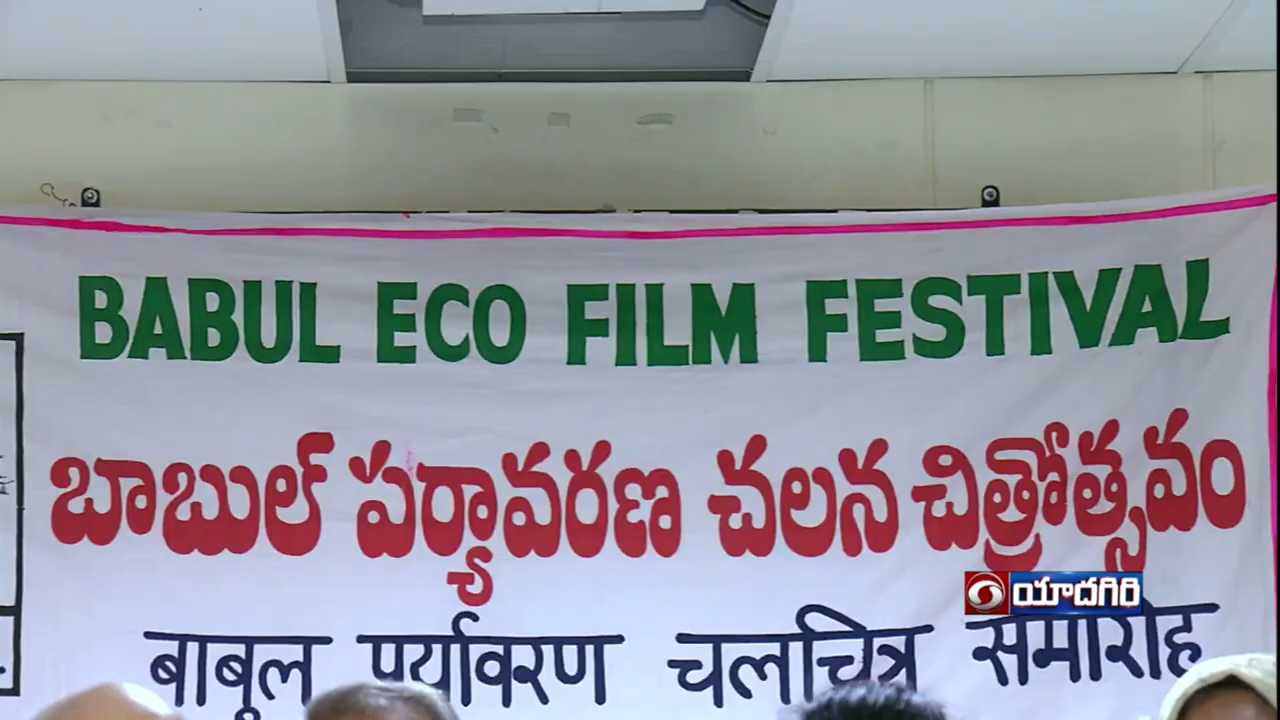 BABUL ECO FILM FESTIVAL
బాబుల్ పర్యావరణ చలన చిత్రోత్సవం
యాదగిరి
बाबूल पर्यावरण चलचित्र समारोह